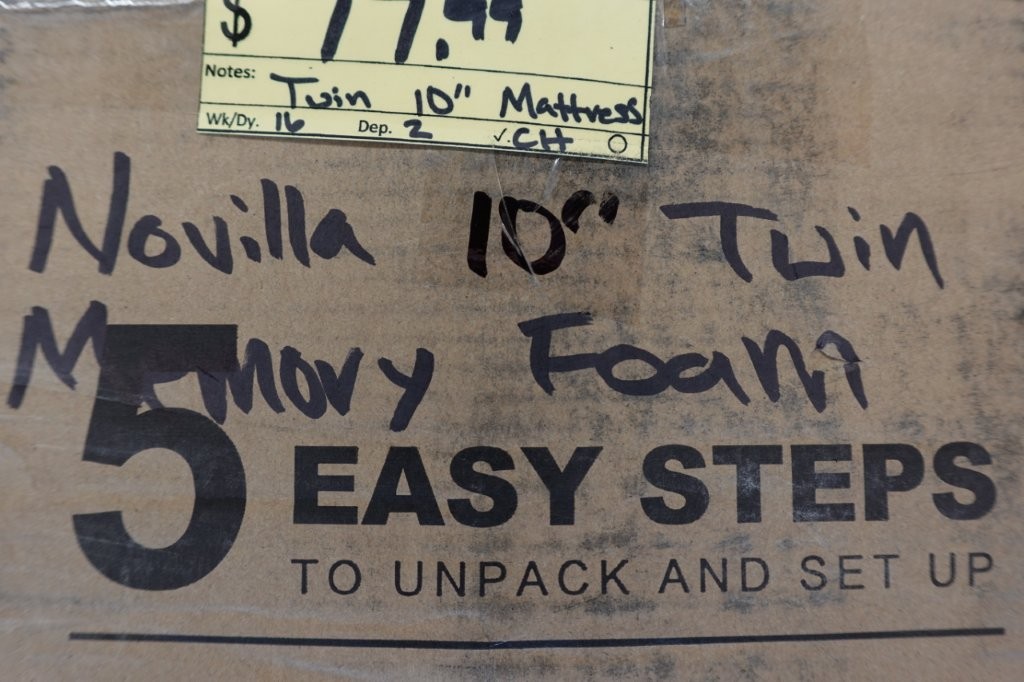 $ 77.99
Notes: Twin 10" Mattress
Wk/Dy. 16 Dep. 2 ✓. CH
Novilla 10" Twin
Memory Foam
5 EASY STEPS
TO UNPACK AND SET UP